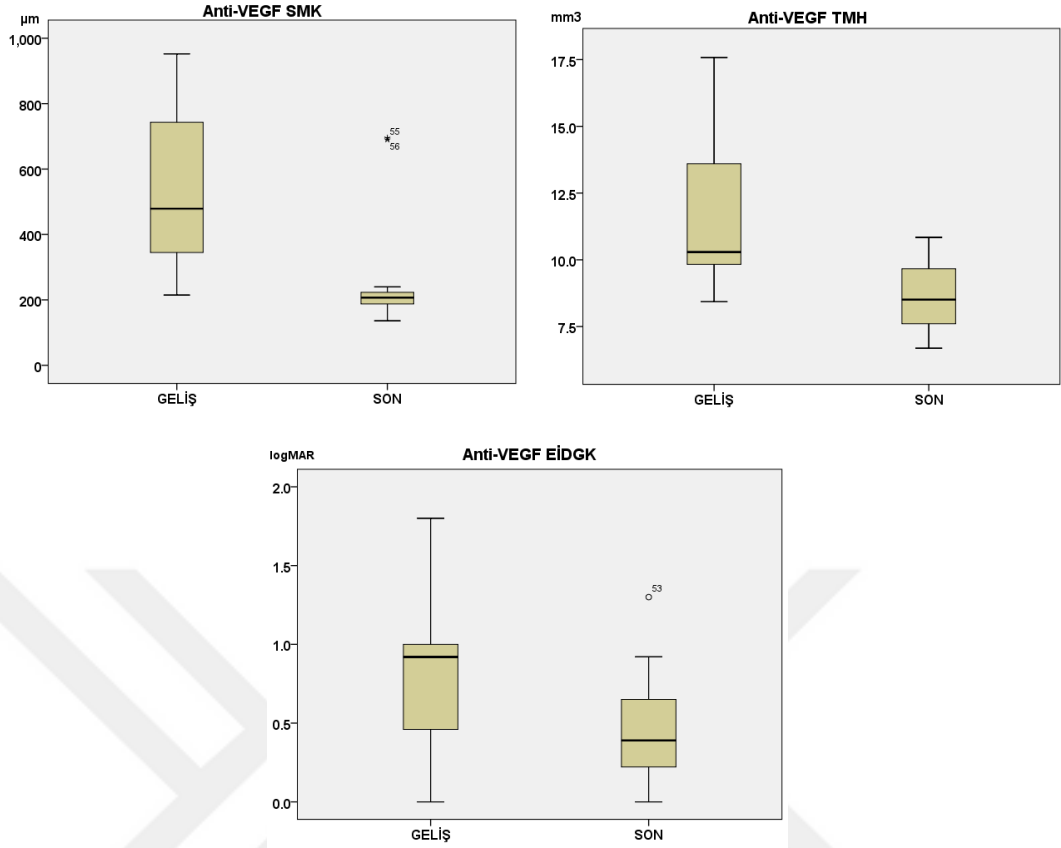 Anti-VEGF SMK
µm
1,000
800
600
400
200
0
55
56
GELİŞ SON
Anti-VEGF TMH
mm3
17.5
15.0
12.5
10.0
7.5
GELİŞ SON
Anti-VEGF EİDGK
logMAR
2.0
1.5
1.0
0.5
0.0
53
GELİŞ SON